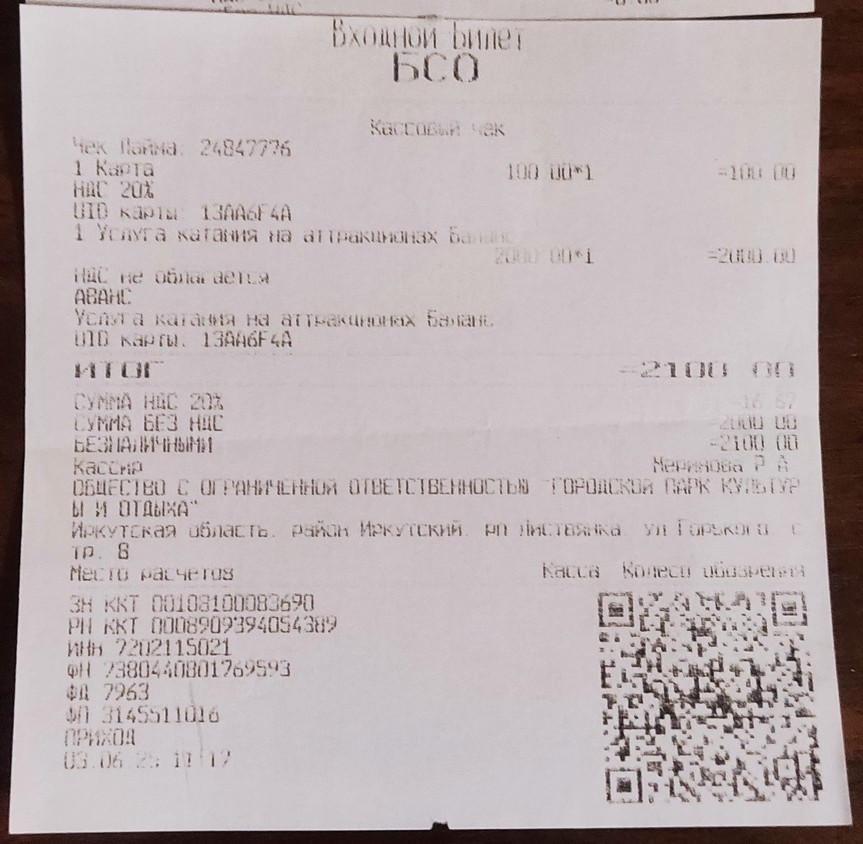 Входной билет
БСО
Кассовый чек
Чек Лайма: 24847776
1 Карта 100.00*1 =100.00
НДС 20%
UID карты: 13AA6F4A
1 Услуга катания на аттракционах Баланс
2000.00*1 =2000.00
НДС не облагается
АВАНС
Услуга катания на аттракционах Баланс
UID карты: 13AA6F4A
ИТОГ =2100.00
СУММА НДС 20% =16.67
СУММА БЕЗ НДС =2000.00
БЕЗНАЛИЧНЫМИ =2100.00
Кассир Меринова Р А
ОБЩЕСТВО С ОГРАНИЧЕННОЙ ОТВЕТСТВЕННОСТЬЮ "ГОРОДСКОЙ ПАРК КУЛЬТУР
Ы И ОТДЫХА"
Иркутская область, район Иркутский, рп Листвянка, ул Горького, с
тр. 8
Место расчетов Касса Колесо обозрения
ЗН ККТ 00108100083690
РН ККТ 0008909394054389
ИНН 7202115021
ФН 7380440801769593
ФД 7963
ФП 3145511016
ПРИХОД
03.06.25